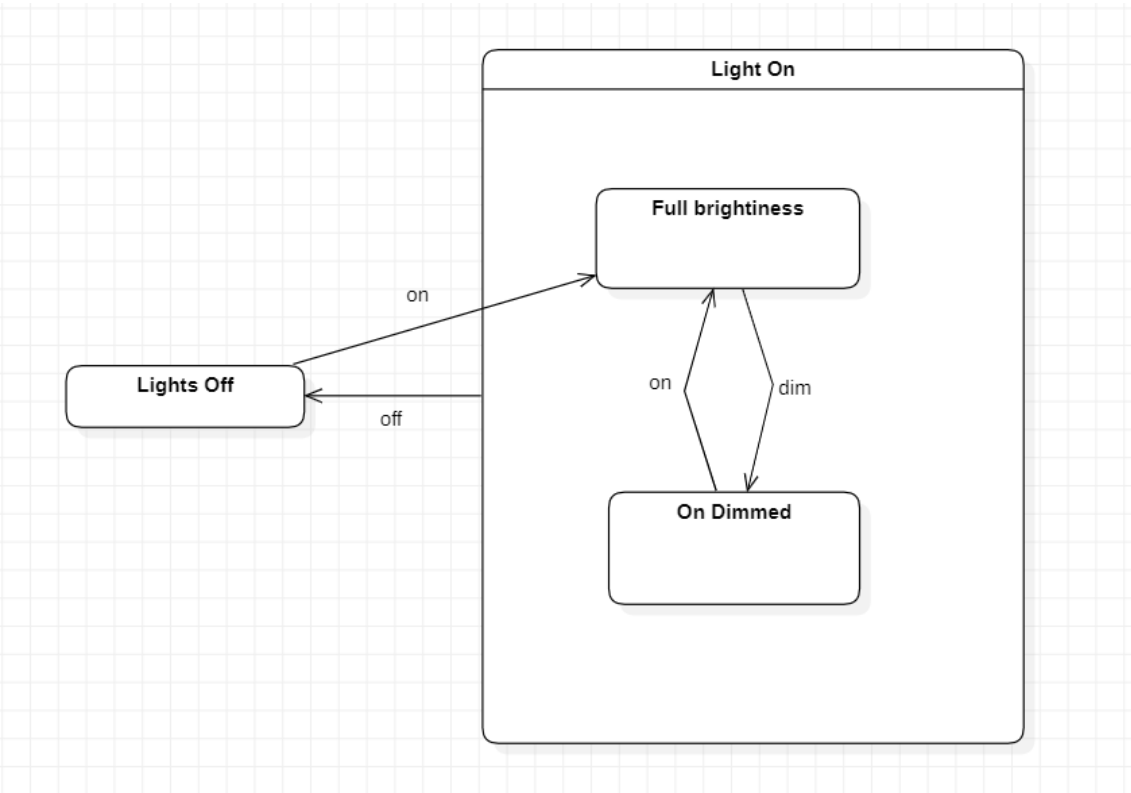 Light On
Full brightiness
on
Lights Off
off
on
dim
On Dimmed